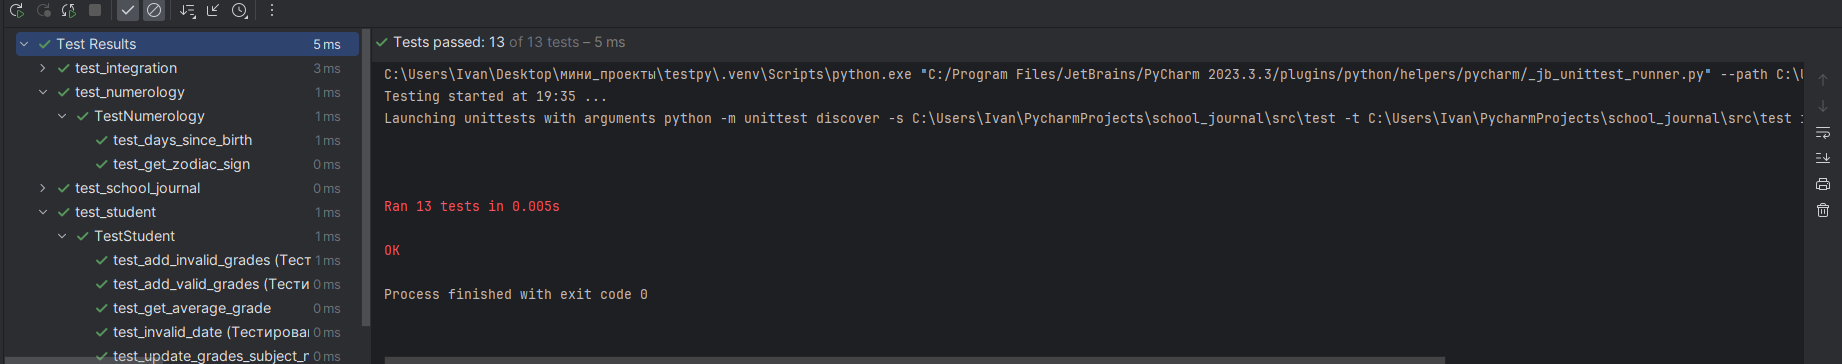 Test Results 5 ms
test_integration 3 ms
test_numerology 1 ms
TestNumerology 1 ms
test_days_since_birth 1 ms
test_get_zodiac_sign 0 ms
test_school_journal 0 ms
test_student 1 ms
TestStudent 1 ms
test_add_invalid_grades (Тест 1 ms
test_add_valid_grades (Тести 0 ms
test_get_average_grade 0 ms
test_invalid_date (Тестирова 0 ms
test_update_grades_subject_n 0 ms
Tests passed: 13 of 13 tests – 5 ms
C:\Users\Ivan\Desktop\мини_проекты\testpy\.venv\Scripts\python.exe "C:/Program Files/JetBrains/PyCharm 2023.3.3/plugins/python/helpers/pycharm/_jb_unittest_runner.py" --path C:\U
Testing started at 19:35 ...
Launching unittests with arguments python -m unittest discover -s C:\Users\Ivan\PycharmProjects\school_journal\src\test -t C:\Users\Ivan\PycharmProjects\school_journal\src\test
Ran 13 tests in 0.005s
OK
Process finished with exit code 0